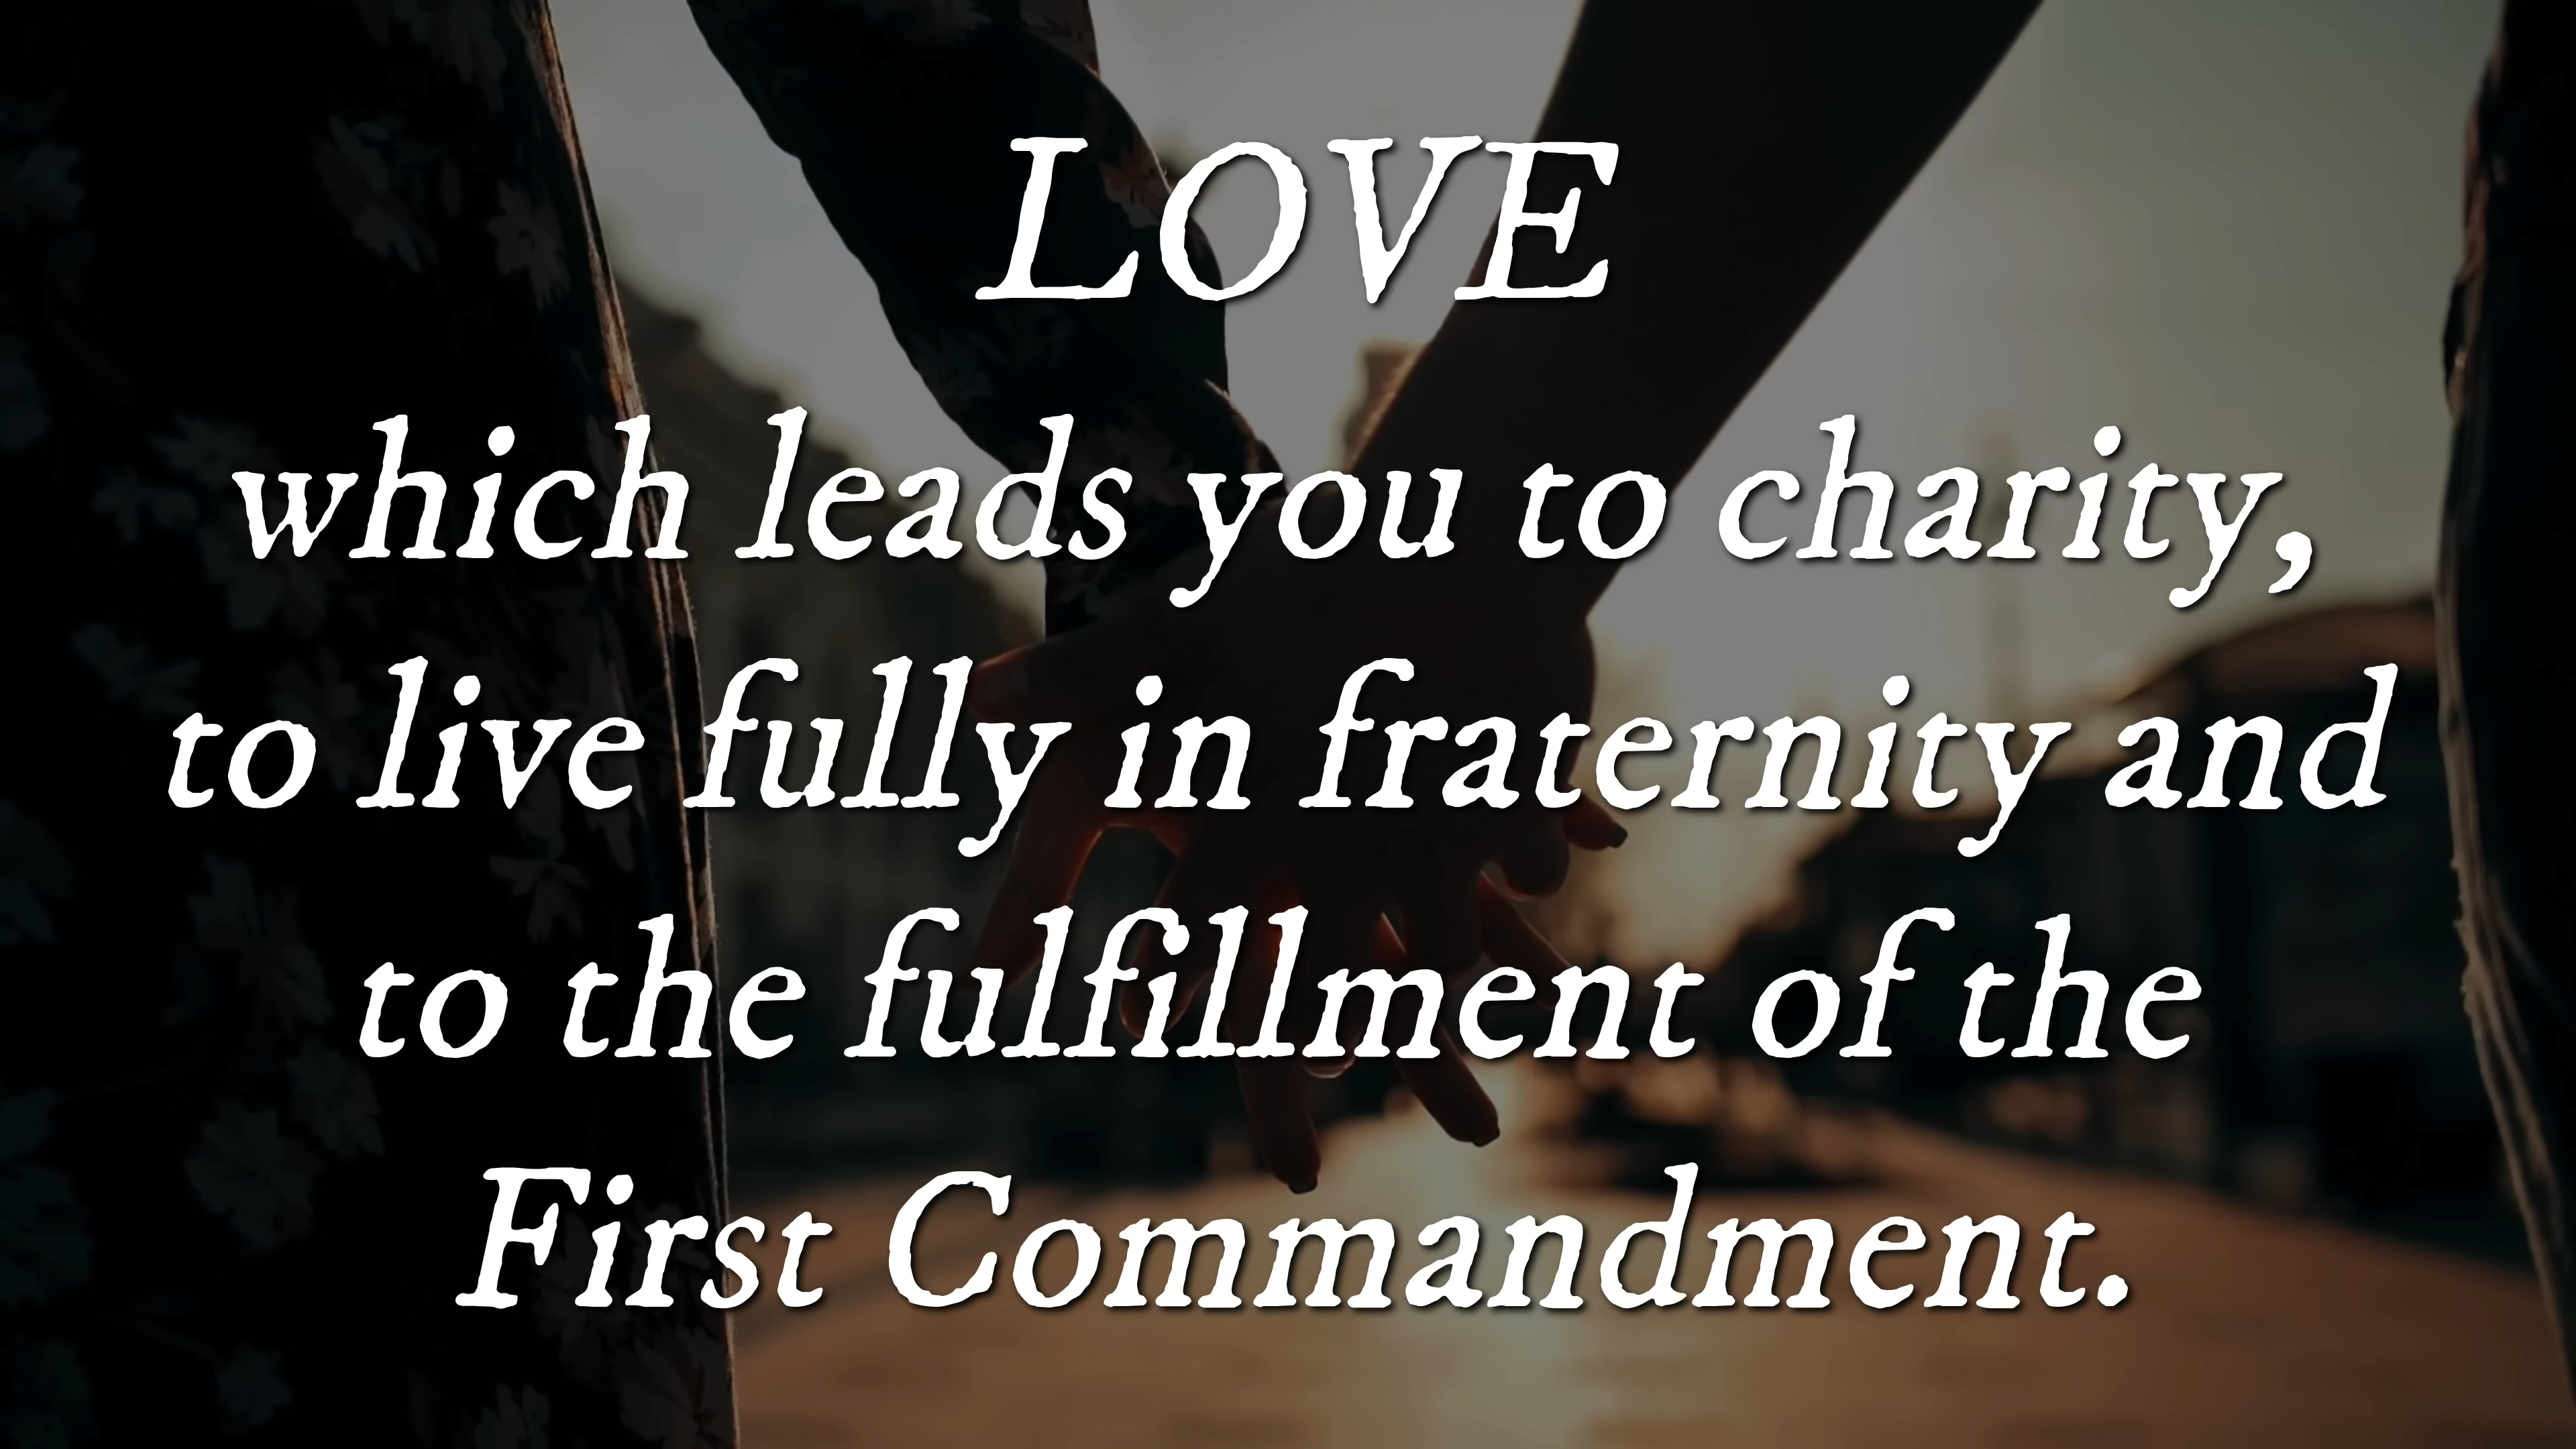 LOVE
which leads you to charity,
to live fully in fraternity and
to the fulfillment of the
First Commandment.